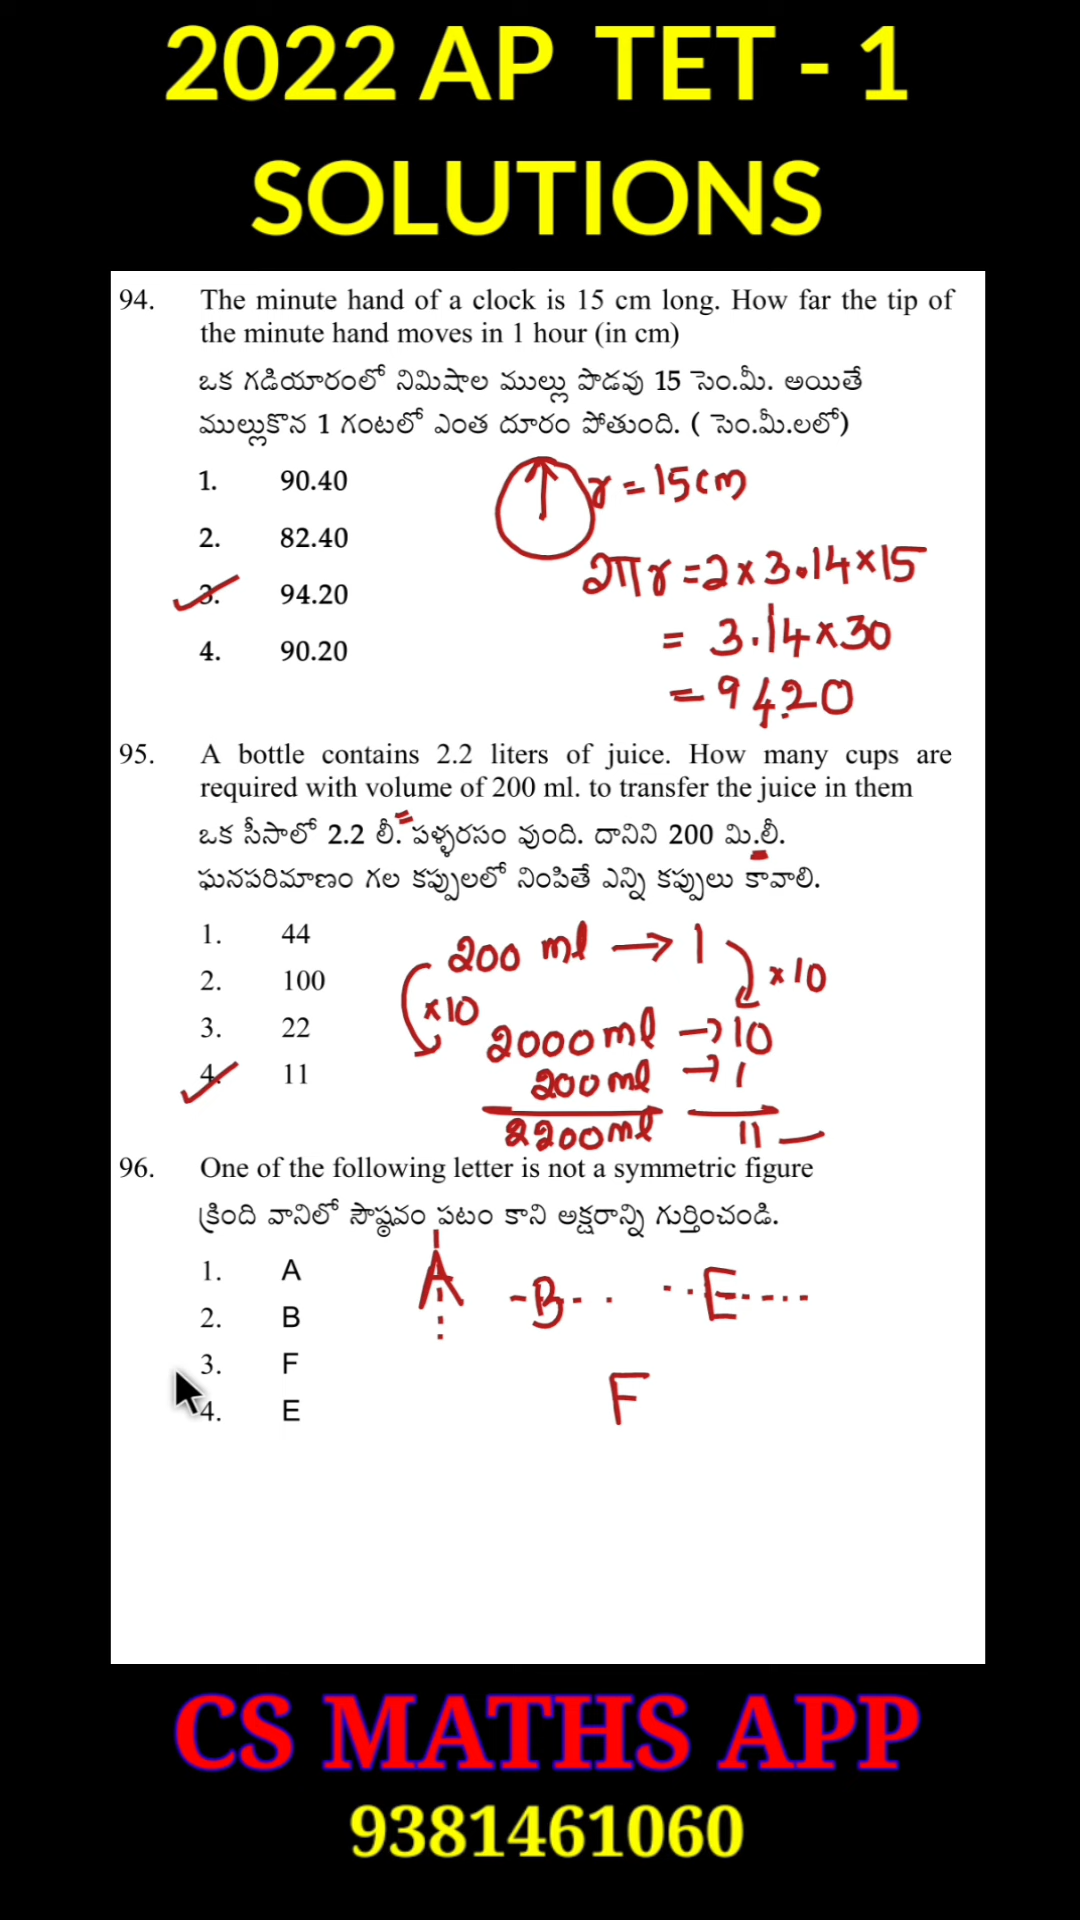 2022 AP TET - 1
SOLUTIONS
94. The minute hand of a clock is 15 cm long. How far the tip of
the minute hand moves in 1 hour (in cm)
ఒక గడియారంలో నిమిషాల ముల్లు పొడవు 15 సెం.మీ. అయితే
ముల్లుకొన 1 గంటలో ఎంత దూరం పోతుంది. ( సెం.మీ.లలో)
1. 90.40
2. 82.40
3. 94.20
4. 90.20
r = 15cm
2πr = 2 x 3.14 x 15
= 3.14 x 30
= 94.20
95. A bottle contains 2.2 liters of juice. How many cups are
required with volume of 200 ml. to transfer the juice in them
ఒక సీసాలో 2.2 లీ. పళ్ళరసం వుంది. దానిని 200 మి.లీ.
ఘనపరిమాణం గల కప్పులలో నింపితే ఎన్ని కప్పులు కావాలి.
1. 44
2. 100
3. 22
4. 11
200 ml → 1
x 10 x 10
2000 ml → 10
200 ml → 1
2200 ml 11
96. One of the following letter is not a symmetric figure
క్రింది వానిలో సౌష్ఠవం పటం కాని అక్షరాన్ని గుర్తించండి.
1. A
2. B
3. F
4. E
A B E
F
CS MATHS APP
9381461060